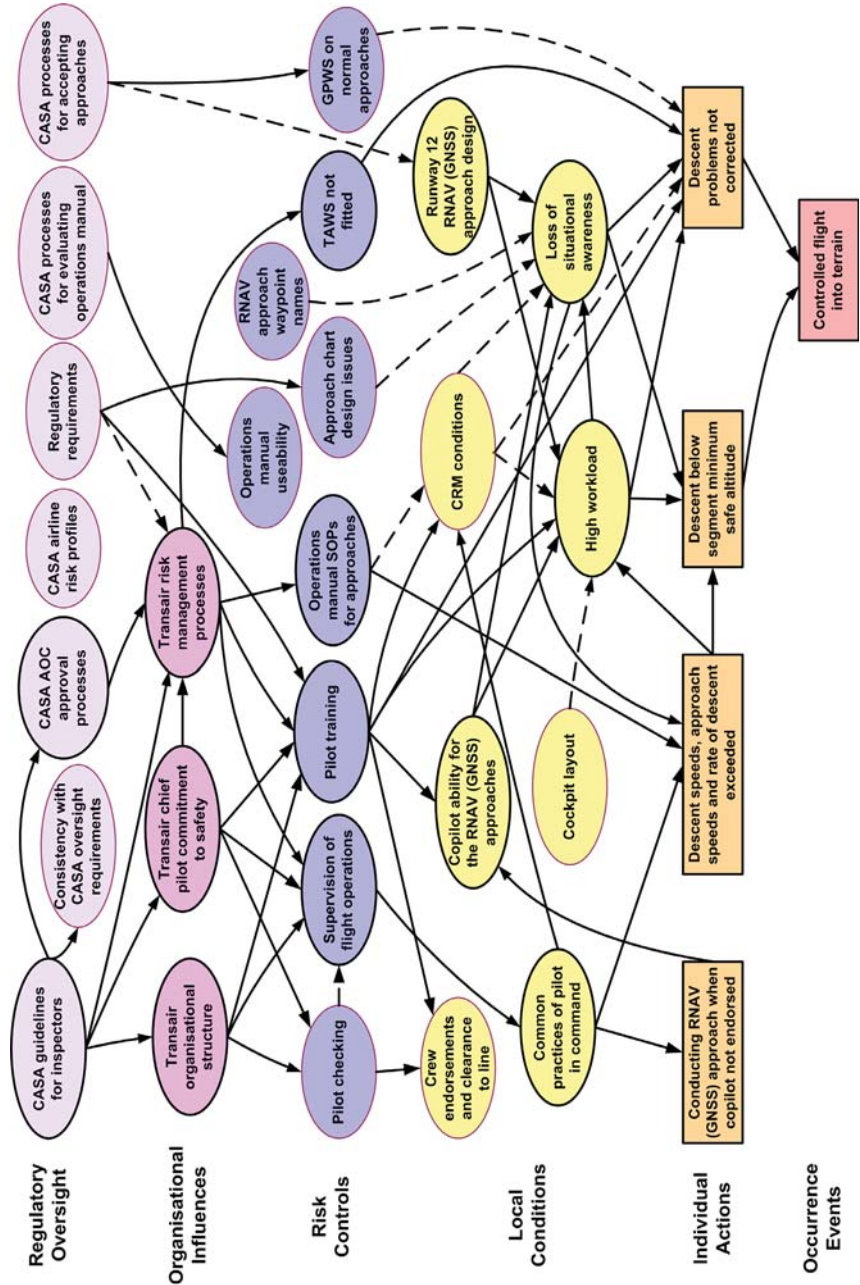 Regulatory
Oversight
CASA guidelines
for inspectors
Consistency with
CASA oversight
requirements
CASA AOC
approval
processes
CASA airline
risk profiles
Regulatory
requirements
CASA processes
for evaluating
operations manual
CASA processes
for accepting
approaches
Organisational
Influences
Transair
organisational
structure
Transair chief
pilot commitment
to safety
Transair risk
management
processes
Risk
Controls
Pilot checking
Supervision of
flight operations
Pilot training
Operations
manual SOPs
for approaches
Operations
manual
useability
Approach chart
design issues
RNAV
approach
waypoint
names
TAWS not
fitted
GPWS on
normal
approaches
Local
Conditions
Crew
endorsements
and clearance
to line
Common
practices of pilot
in command
Copilot ability for
the RNAV (GNSS)
approaches
Cockpit layout
CRM conditions
High workload
Runway 12
RNAV (GNSS)
approach design
Loss of
situational
awareness
Individual
Actions
Conducting RNAV
(GNSS) approach when
copilot not endorsed
Descent speeds, approach
speeds and rate of descent
exceeded
Descent below
segment minimum
safe altitude
Descent
problems not
corrected
Occurrence
Events
Controlled flight
into terrain